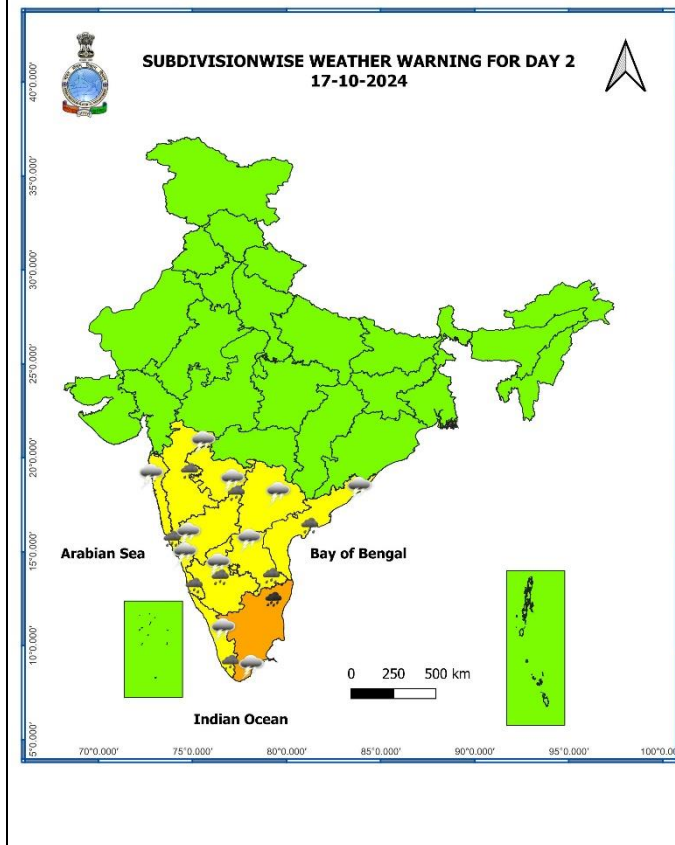 SUBDIVISIONWISE WEATHER WARNING FOR DAY 2
17-10-2024
40°0.000'
35°0.000'
30°0.000'
25°0.000'
20°0.000'
15°0.000'
10°0.000'
5°0.000'
Arabian Sea
Bay of Bengal
0 250 500 km
Indian Ocean
70°0.000' 75°0.000' 80°0.000' 85°0.000' 90°0.000' 95°0.000' 100°0.00